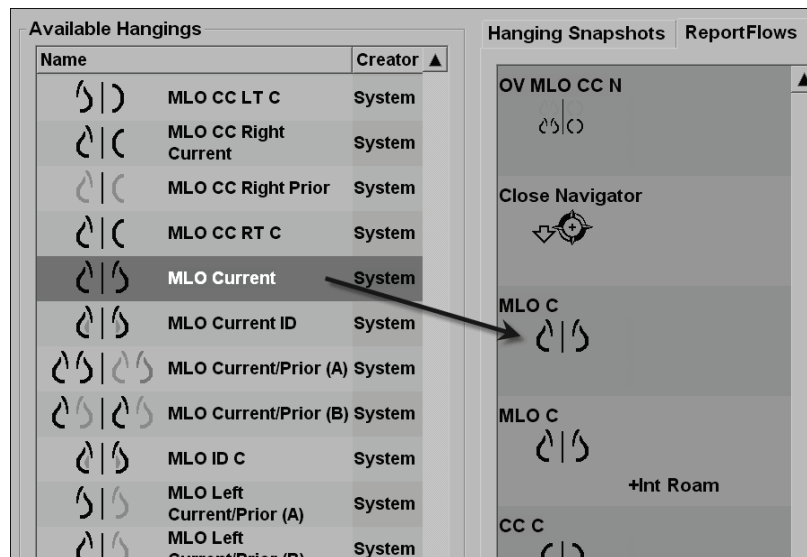 Available Hangings
Name Creator
MLO CC LT C System
MLO CC Right
Current System
MLO CC Right Prior System
MLO CC RT C System
MLO Current System
MLO Current ID System
MLO Current/Prior (A) System
MLO Current/Prior (B) System
MLO ID C System
MLO Left
Current/Prior (A) System
MLO Left
Current/Prior (B) System
Hanging Snapshots ReportFlows
OV MLO CC N
Close Navigator
MLO C
MLO C
+Int Roam
CC C